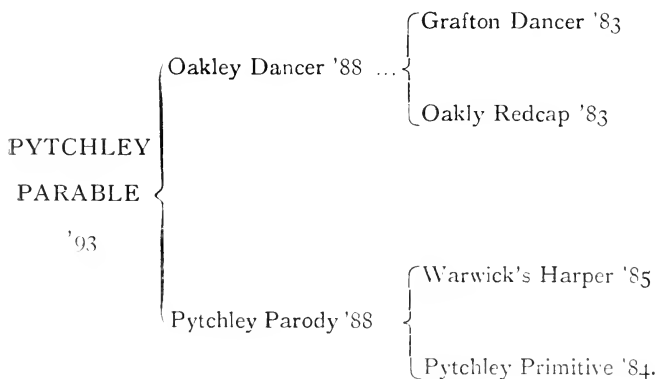 Grafton Dancer '83
Oakley Dancer '88 ...
Oakly Redcap '83
PYTCHLEY
PARABLE
'93
Warwick's Harper '85
Pytchley Parody '88
Pytchley Primitive '84.